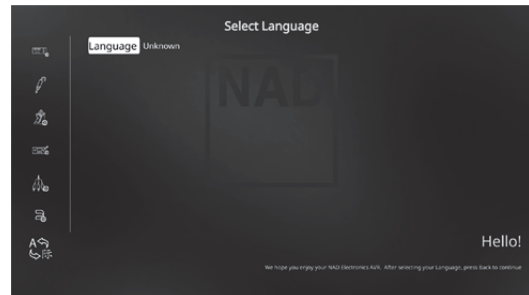 Select Language
Language Unknown
NAD
Hello!
We hope you enjoy your NAD Electronics AVR. After selecting your Language, press Back to continue